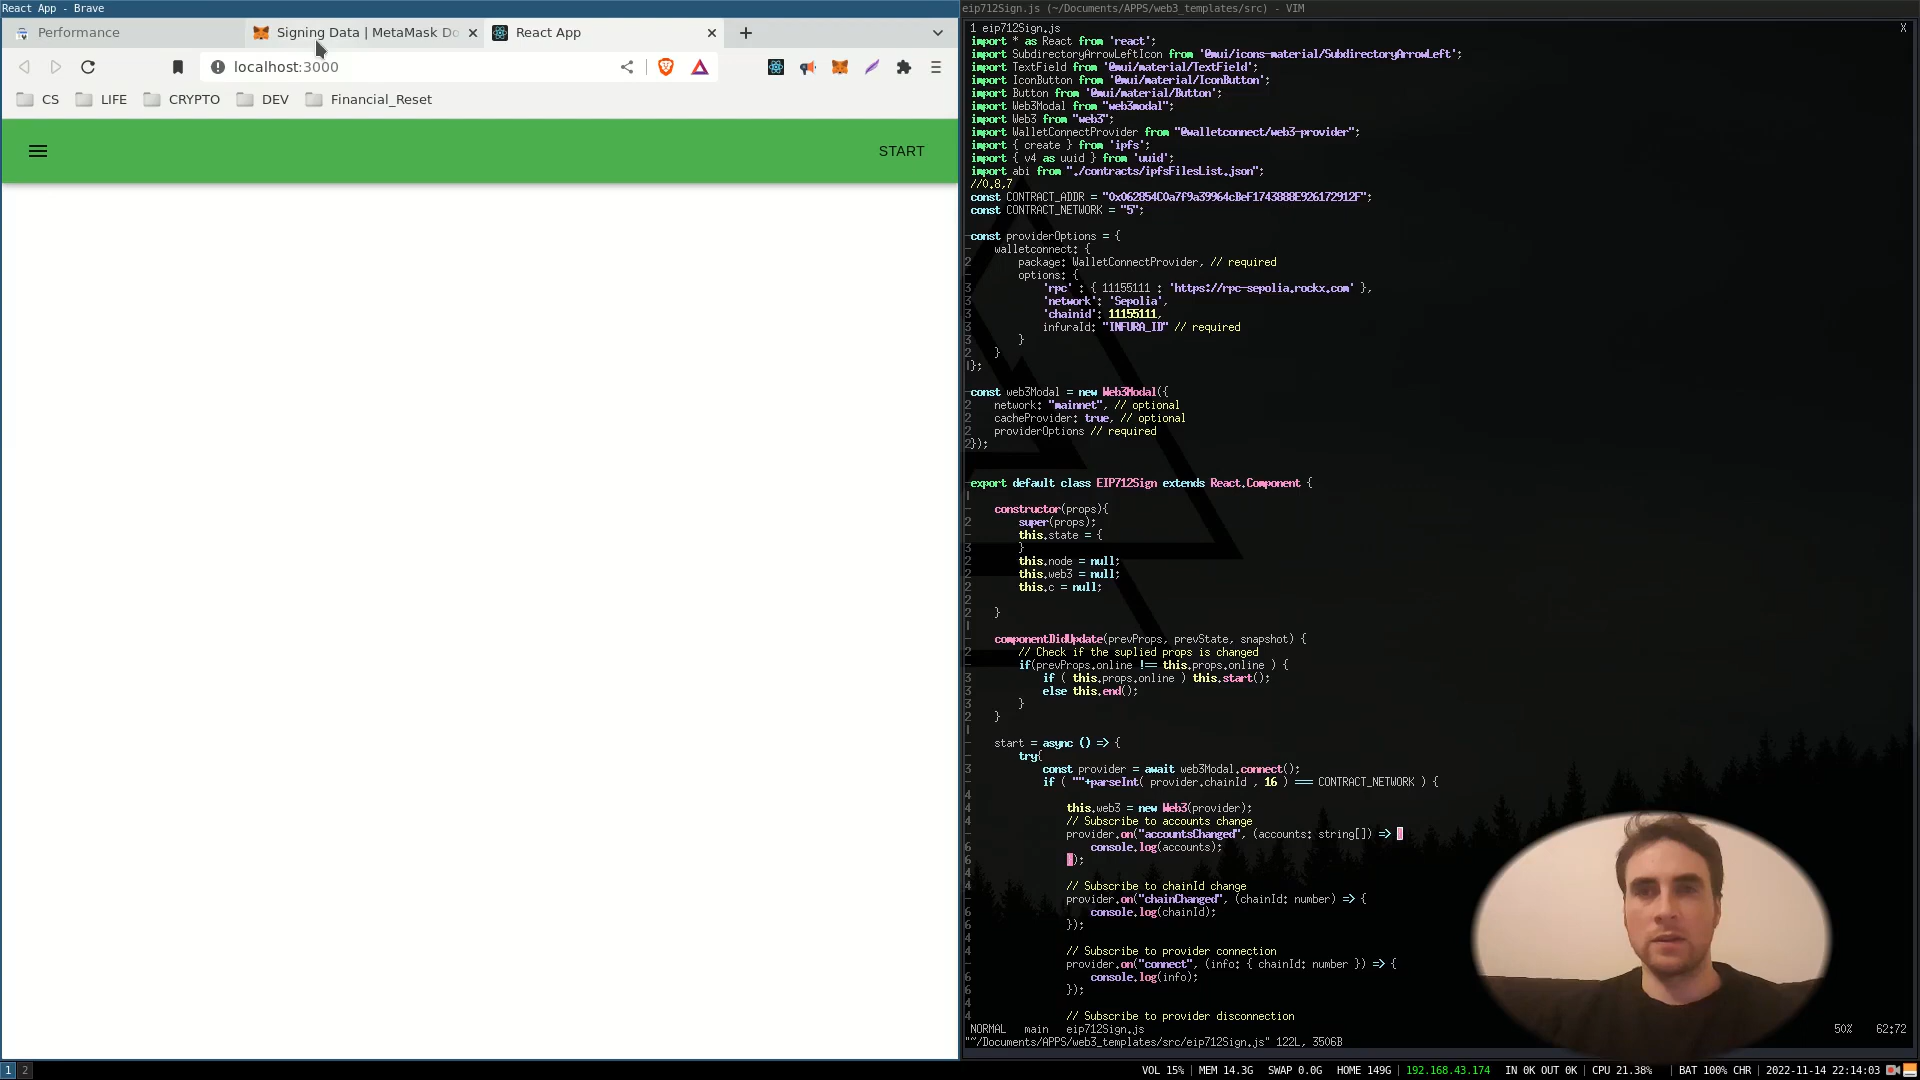 React App - Brave
Performance
Signing Data | MetaMask Do
React App
localhost:3000
CS
LIFE
CRYPTO
DEV
Financial_Reset
START
eip712Sign.js (~/Documents/APPS/web3_templates/src) - VIM
1 eip712Sign.js
X
import * as React from 'react';
import SubdirectoryArrowLeftIcon from '@mui/icons-material/SubdirectoryArrowLeft';
import TextField from '@mui/material/TextField';
import IconButton from '@mui/material/IconButton';
import Button from '@mui/material/Button';
import Web3Modal from "web3modal";
import Web3 from "web3";
import WalletConnectProvider from "@walletconnect/web3-provider";
import { create } from 'ipfs';
import { v4 as uuid } from 'uuid';
import abi from "./contracts/ipfsFilesList.json";
//0.8.7
const CONTRACT_ADDR = "0x062854C0a7f9a39964cBeF1743888E926172912F";
const CONTRACT_NETWORK = "5";
const providerOptions = {
walletconnect: {
package: WalletConnectProvider, // required
options: {
'rpc' : { 11155111 : 'https://rpc-sepolia.rockx.com' },
'network': 'Sepolia',
'chainid': 11155111,
infuraId: "INFURA_ID" // required
}
}
};
const web3Modal = new Web3Modal({
network: "mainnet", // optional
cacheProvider: true, // optional
providerOptions // required
});
export default class EIP712Sign extends React.Component {
constructor(props){
super(props);
this.state = {
}
this.node = null;
this.web3 = null;
this.c = null;
}
componentDidUpdate(prevProps, prevState, snapshot) {
// Check if the suplied props is changed
if(prevProps.online !== this.props.online ) {
if ( this.props.online ) this.start();
else this.end();
}
}
start = async () => {
try{
const provider = await web3Modal.connect();
if ( ""+parseInt( provider.chainId , 16 ) === CONTRACT_NETWORK ) {
this.web3 = new Web3(provider);
// Subscribe to accounts change
provider.on("accountsChanged", (accounts: string[]) => {
console.log(accounts);
});
// Subscribe to chainId change
provider.on("chainChanged", (chainId: number) => {
console.log(chainId);
});
// Subscribe to provider connection
provider.on("connect", (info: { chainId: number }) => {
console.log(info);
});
// Subscribe to provider disconnection
NORMAL main eip712Sign.js 50% 62:72
"~/Documents/APPS/web3_templates/src/eip712Sign.js" 122L, 3506B
1 2
VOL 15% | MEM 14.3G SWAP 0.0G HOME 149G | 192.168.43.174 | IN 0K OUT 0K | CPU 21.38% | BAT 100% CHR | 2022-11-14 22:14:03